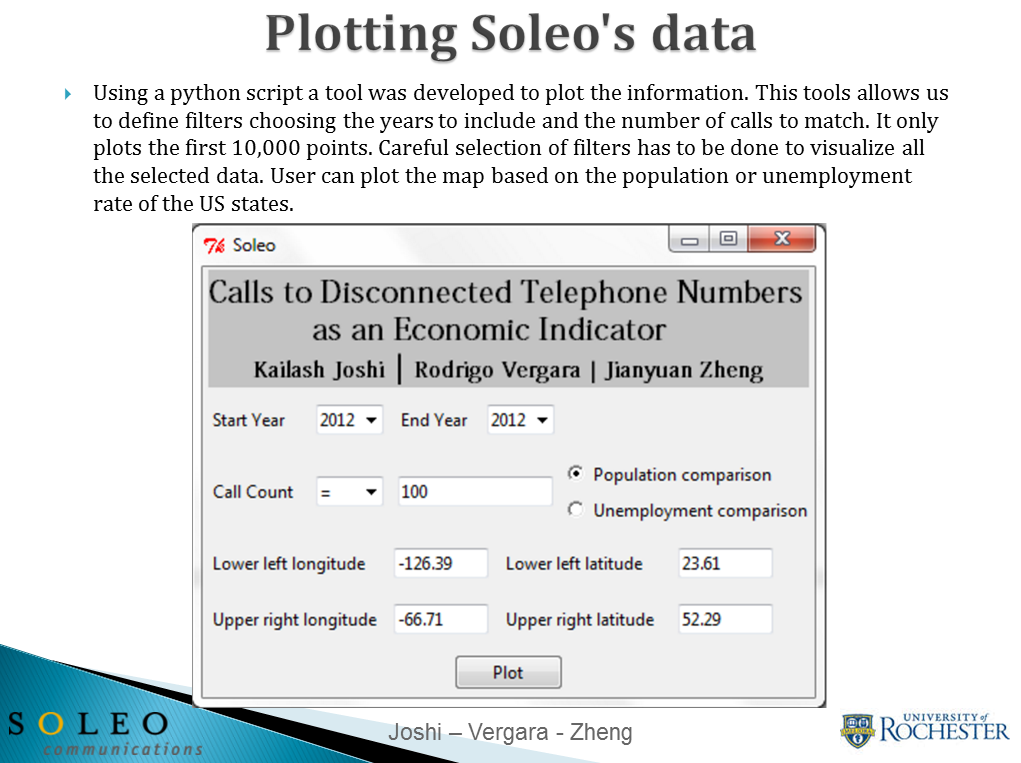 Plotting Soleo's data
Using a python script a tool was developed to plot the information. This tools allows us
to define filters choosing the years to include and the number of calls to match. It only
plots the first 10,000 points. Careful selection of filters has to be done to visualize all
the selected data. User can plot the map based on the population or unemployment
rate of the US states.
Soleo
Calls to Disconnected Telephone Numbers
as an Economic Indicator
Kailash Joshi | Rodrigo Vergara | Jianyuan Zheng
Start Year 2012 End Year 2012
Population comparison
Call Count = 100
Unemployment comparison
Lower left longitude -126.39 Lower left latitude 23.61
Upper right longitude -66.71 Upper right latitude 52.29
Plot
SOLEO
communications
Joshi – Vergara - Zheng
UNIVERSITY of
ROCHESTER